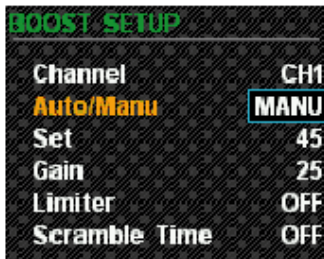 BOOST SETUP
Channel CH1
Auto/Manu MANU
Set 45
Gain 25
Limiter OFF
Scramble Time OFF